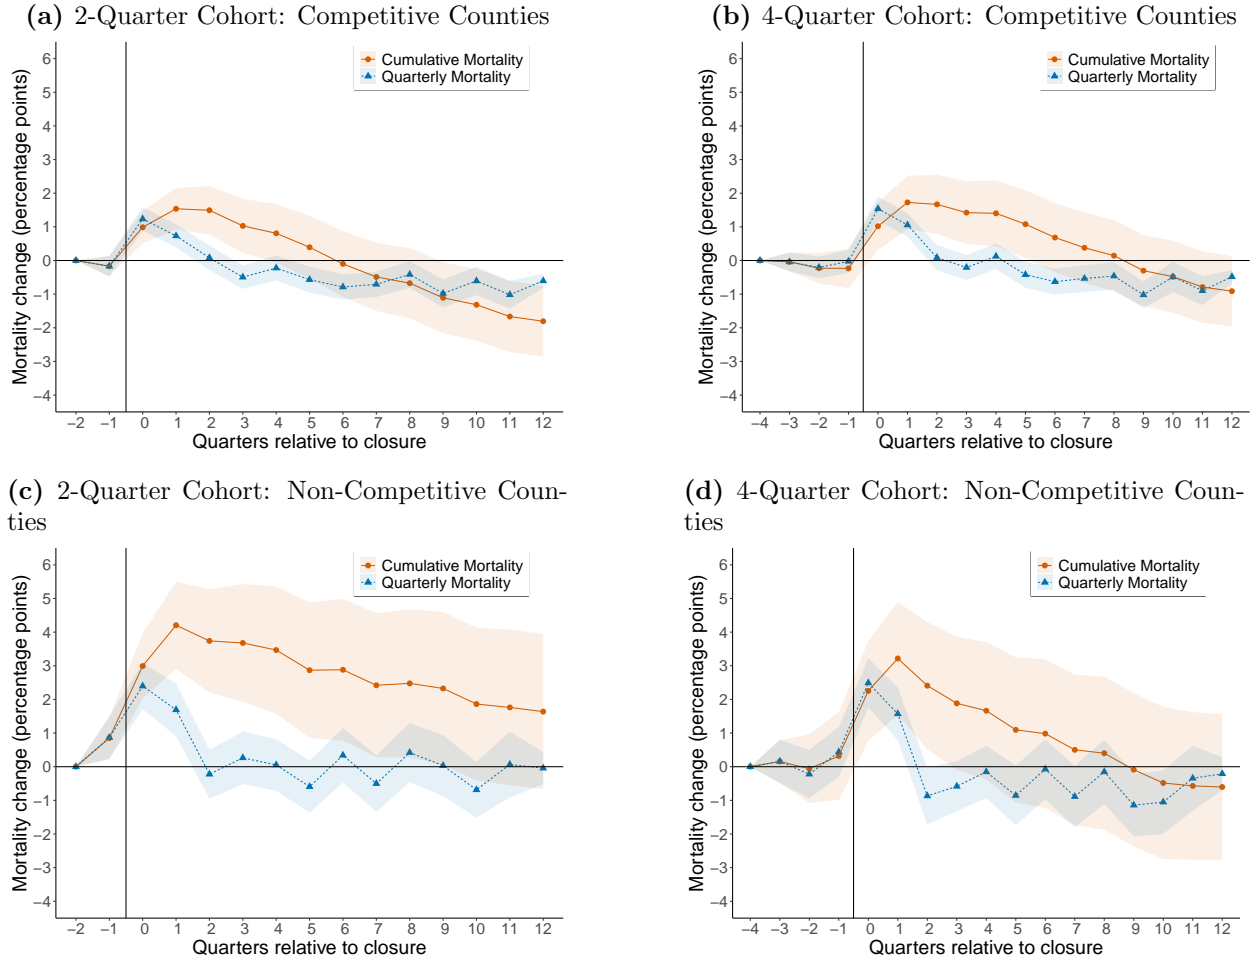 (a) 2-Quarter Cohort: Competitive Counties
Mortality change (percentage points)
6
5
4
3
2
1
0
−1
−2
−3
−4
Cumulative Mortality
Quarterly Mortality
−2 −1 0 1 2 3 4 5 6 7 8 9 10 11 12
Quarters relative to closure
(b) 4-Quarter Cohort: Competitive Counties
Mortality change (percentage points)
6
5
4
3
2
1
0
−1
−2
−3
−4
Cumulative Mortality
Quarterly Mortality
−4 −3 −2 −1 0 1 2 3 4 5 6 7 8 9 10 11 12
Quarters relative to closure
(c) 2-Quarter Cohort: Non-Competitive Coun-
ties
Mortality change (percentage points)
6
5
4
3
2
1
0
−1
−2
−3
−4
Cumulative Mortality
Quarterly Mortality
−2 −1 0 1 2 3 4 5 6 7 8 9 10 11 12
Quarters relative to closure
(d) 4-Quarter Cohort: Non-Competitive Coun-
ties
Mortality change (percentage points)
6
5
4
3
2
1
0
−1
−2
−3
−4
Cumulative Mortality
Quarterly Mortality
−4 −3 −2 −1 0 1 2 3 4 5 6 7 8 9 10 11 12
Quarters relative to closure